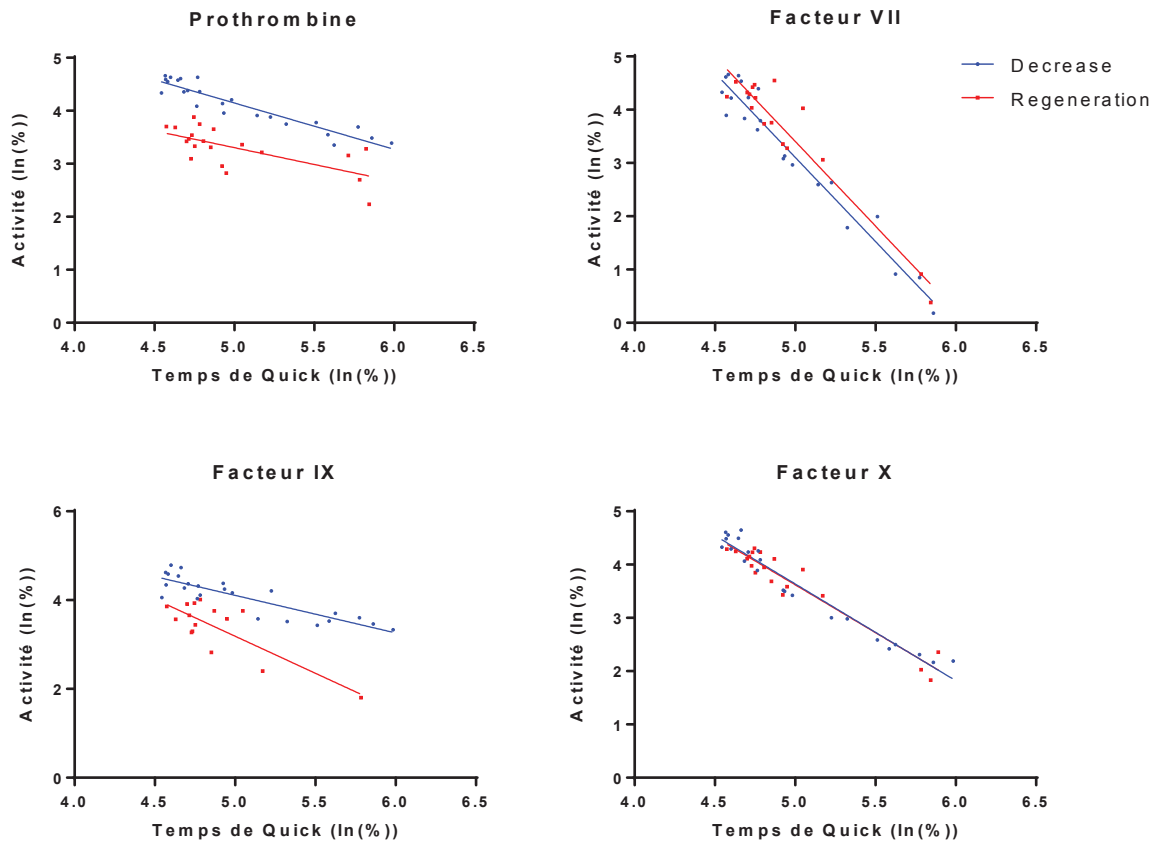 Prothrombine
Activité (ln(%))
5
4
3
2
1
0
4.0 4.5 5.0 5.5 6.0 6.5
Temps de Quick (ln(%))
Facteur VII
Activité (ln(%))
5
4
3
2
1
0
4.0 4.5 5.0 5.5 6.0 6.5
Temps de Quick (ln(%))
Decrease
Regeneration
Facteur IX
Activité (ln(%))
6
4
2
0
4.0 4.5 5.0 5.5 6.0 6.5
Temps de Quick (ln(%))
Facteur X
Activité (ln(%))
5
4
3
2
1
0
4.0 4.5 5.0 5.5 6.0 6.5
Temps de Quick (ln(%))